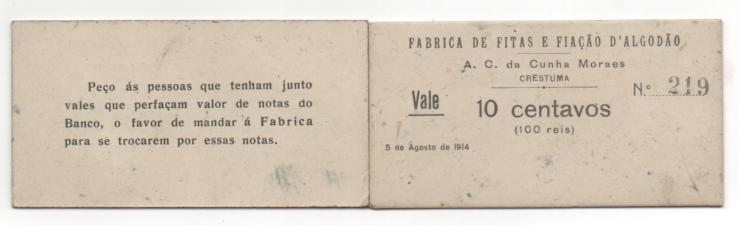 Peço ás pessoas que tenham junto
vales que perfaçam valor de notas do
Banco, o favor de mandar á Fabrica
para se trocarem por essas notas.
FABRICA DE FITAS E FIAÇÃO D'ALGODÃO
A. C. da Cunha Moraes
CRESTUMA
N.º 219
Vale 10 centavos
(100 reis)
5 de Agosto de 1914